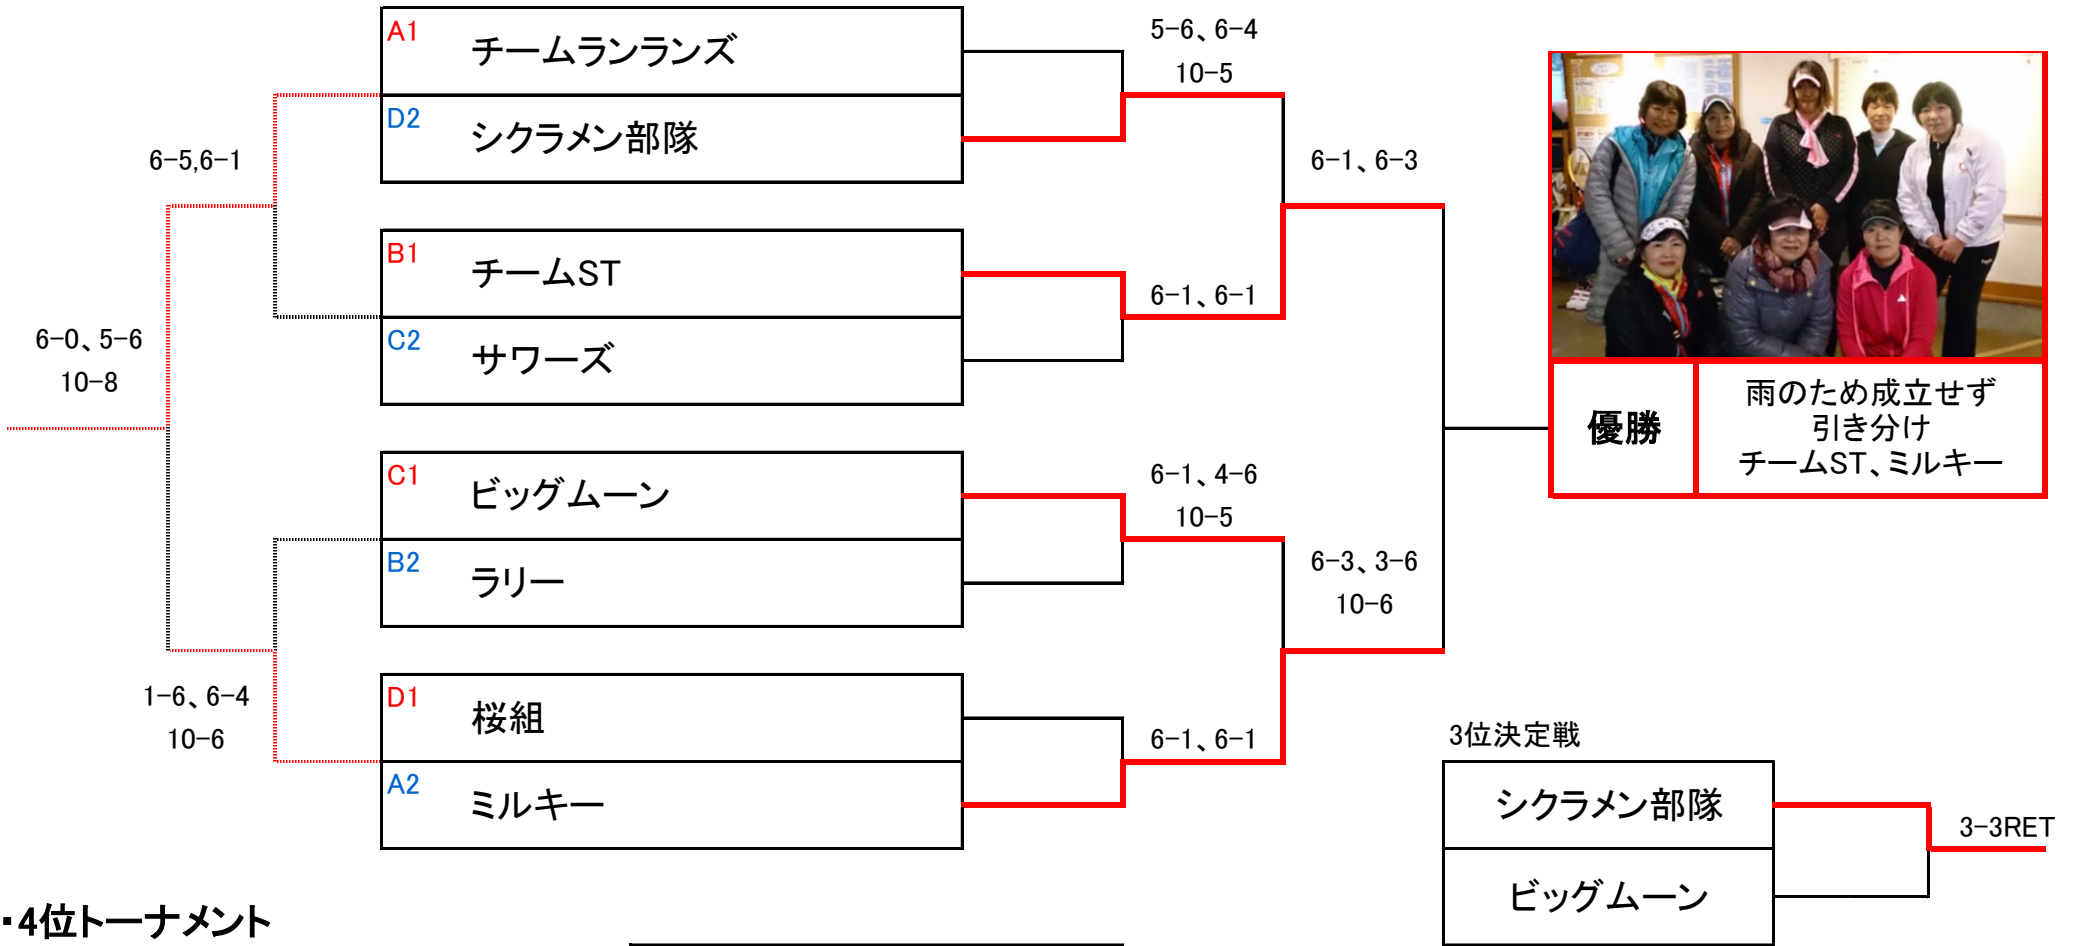 A1
チームランランズ
D2
シクラメン部隊
B1
チームST
C2
サワーズ
C1
ビッグムーン
B2
ラリー
D1
桜組
A2
ミルキー
6-5,6-1
6-0、5-6
10-8
1-6、6-4
10-6
5-6、6-4
10-5
6-1、6-1
6-1、4-6
10-5
6-1、6-1
6-1、6-3
6-3、3-6
10-6
優勝
雨のため成立せず
引き分け
チームST、ミルキー
3位決定戦
シクラメン部隊
ビッグムーン
3-3RET
・4位トーナメント